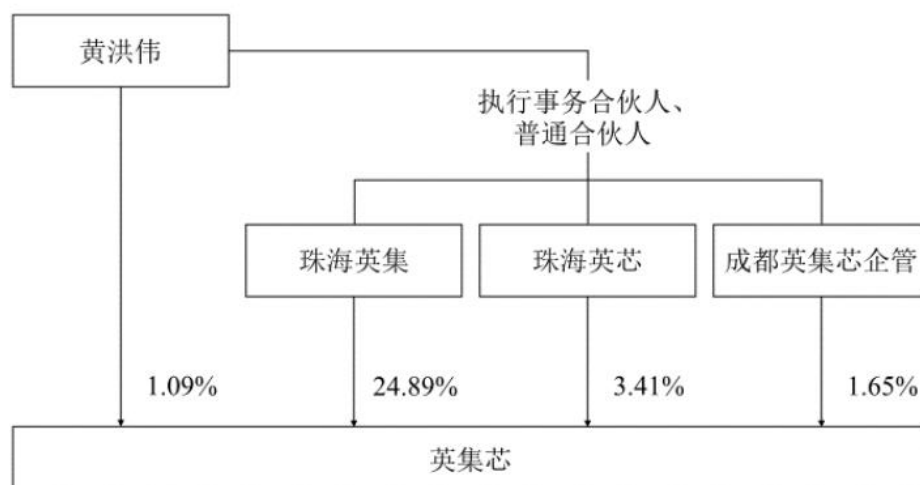 黄洪伟
执行事务合伙人、
普通合伙人
珠海英集
珠海英芯
成都英集芯企管
1.09%
24.89%
3.41%
1.65%
英集芯